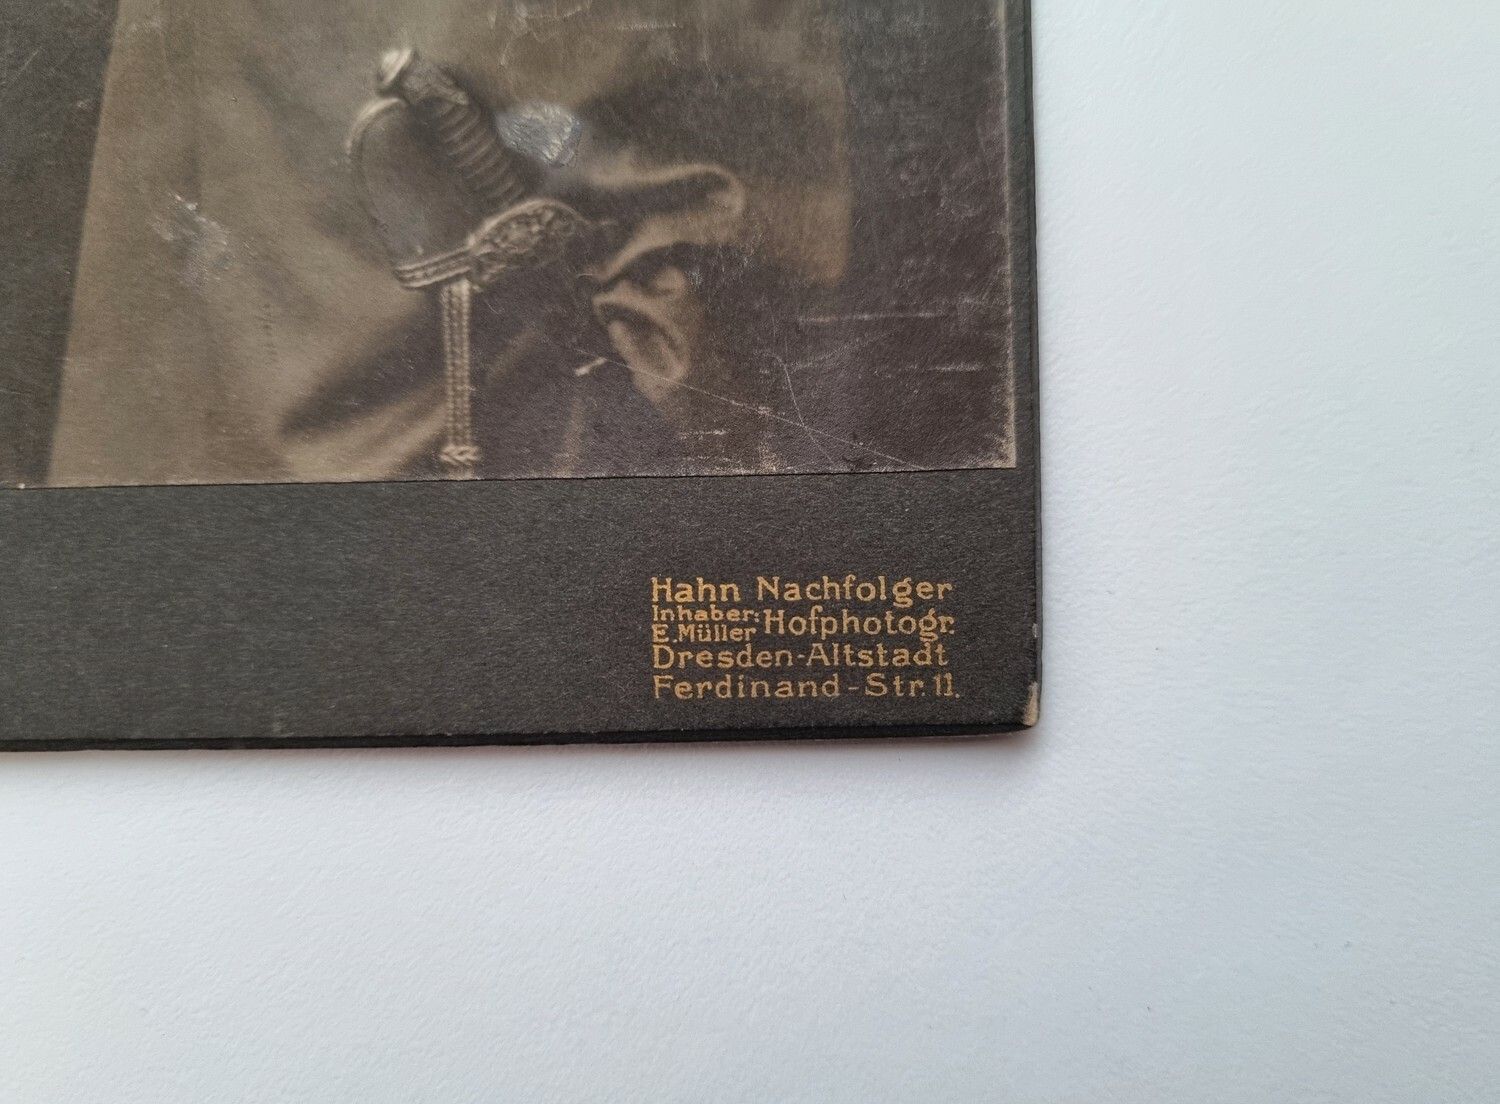 Hahn Nachfolger
Inhaber:
E.Müller Hofphotogr.
Dresden-Altstadt
Ferdinand-Str. 11.